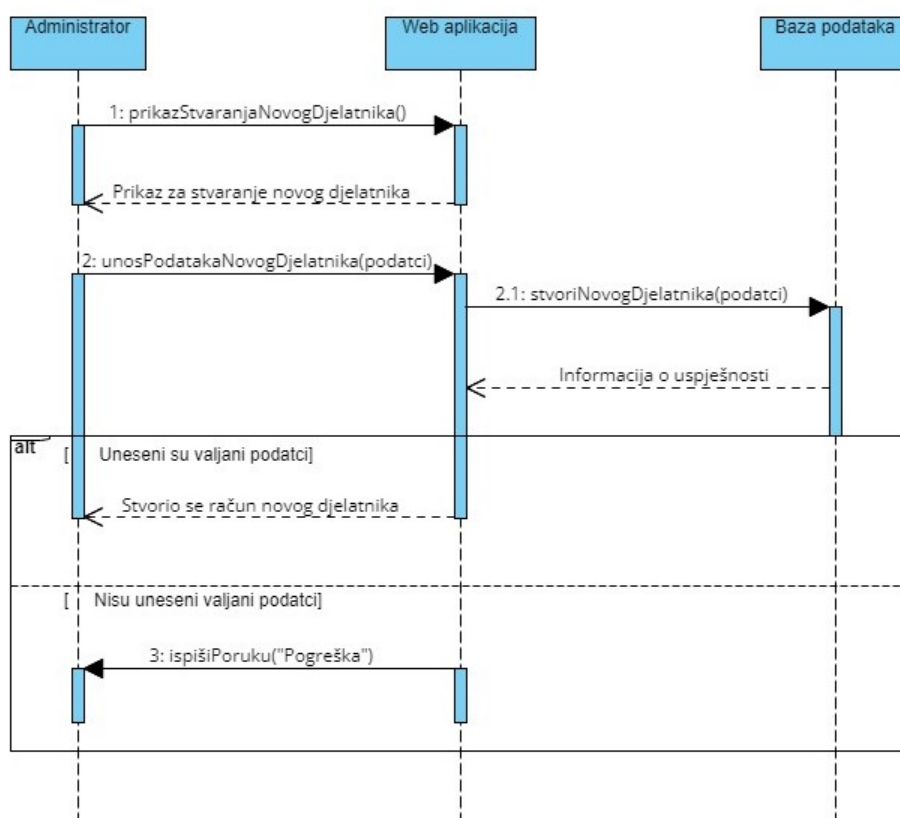 Administrator
Web aplikacija
Baza podataka
1: prikazStvaranjaNovogDjelatnika()
Prikaz za stvaranje novog djelatnika
2: unosPodatakaNovogDjelatnika(podatci)
2.1: stvoriNovogDjelatnika(podatci)
Informacija o uspješnosti
alt
[ Uneseni su valjani podatci]
Stvorio se račun novog djelatnika
[ Nisu uneseni valjani podatci]
3: ispišiPoruku("Pogreška")